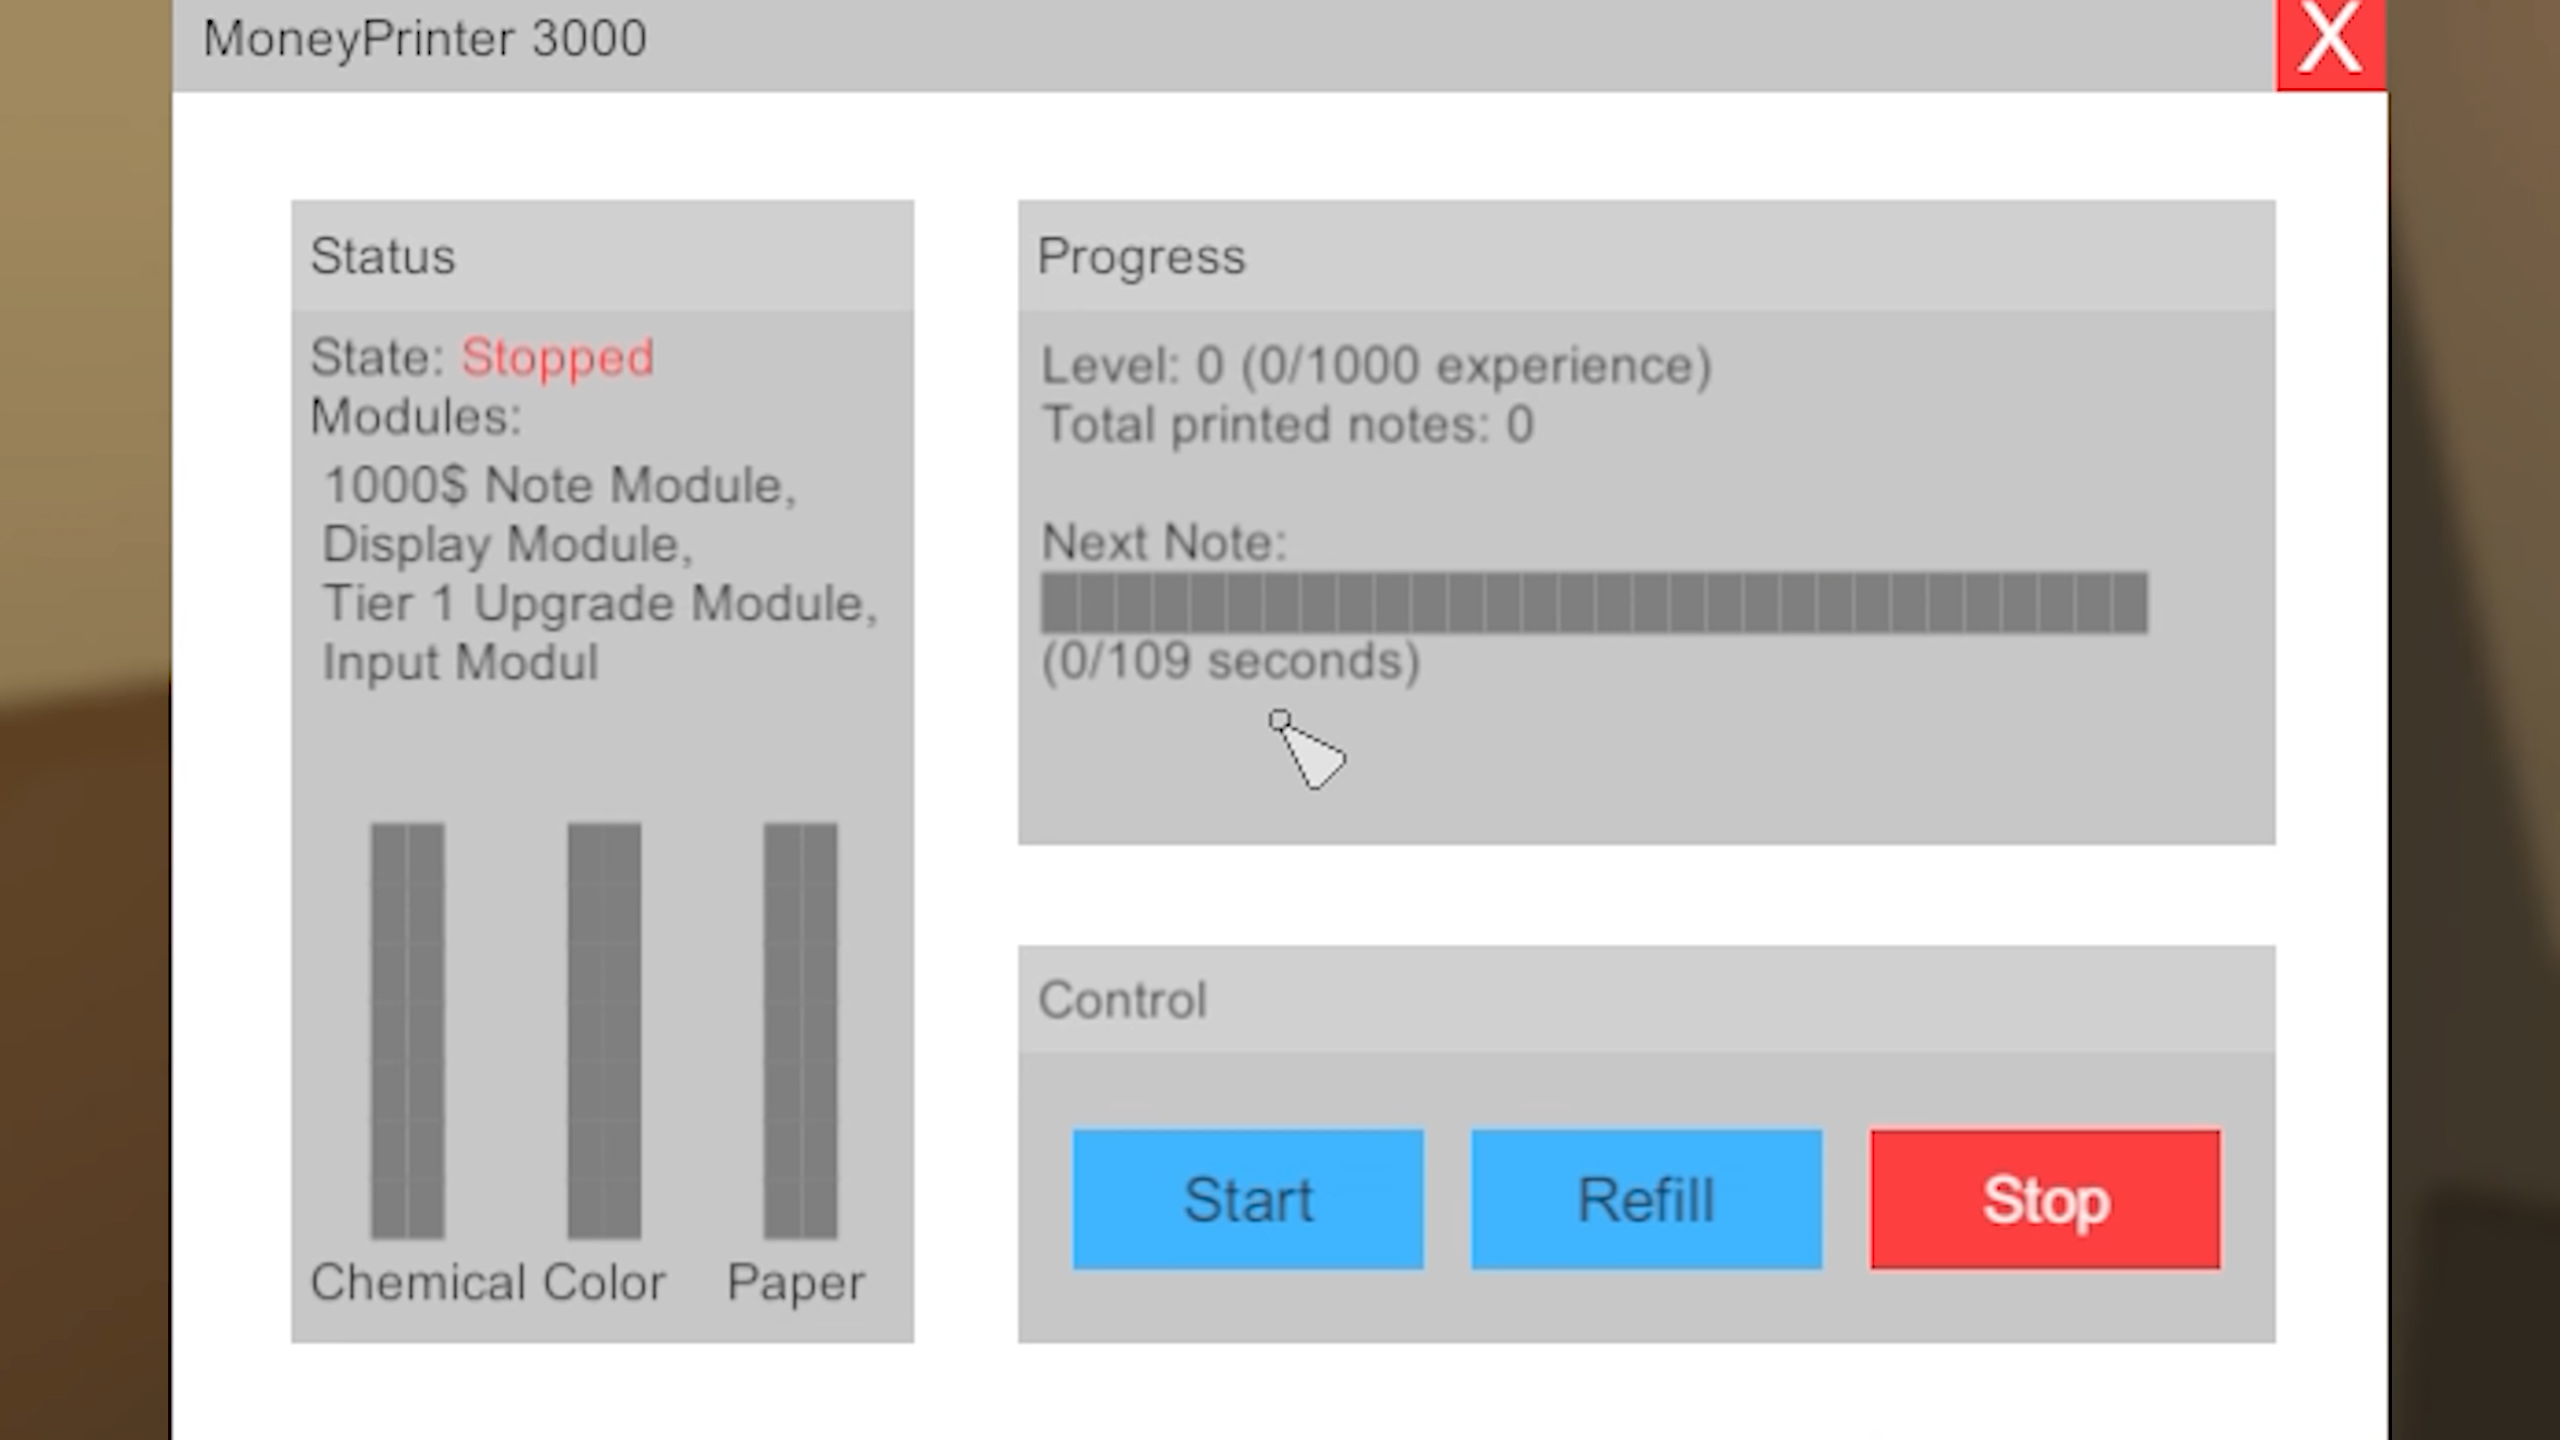 MoneyPrinter 3000
X
Status
State: Stopped
Modules:
1000$ Note Module,
Display Module,
Tier 1 Upgrade Module,
Input Modul
Chemical Color Paper
Progress
Level: 0 (0/1000 experience)
Total printed notes: 0
Next Note:
(0/109 seconds)
Control
Start Refill Stop